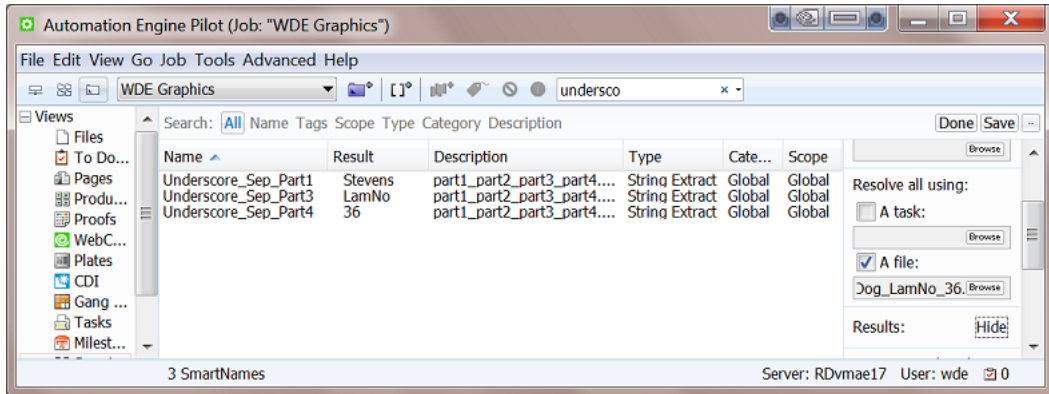 Automation Engine Pilot (Job: "WDE Graphics")
File Edit View Go Job Tools Advanced Help
WDE Graphics
undersco
Views
Files
To Do...
Pages
Produ...
Proofs
WebC...
Plates
CDI
Gang ...
Tasks
Milest...
Search: All Name Tags Scope Type Category Description
Done Save
Name Result Description Type Cate... Scope
Underscore_Sep_Part1 Stevens part1_part2_part3_part4.... String Extract Global Global
Underscore_Sep_Part3 LamNo part1_part2_part3_part4.... String Extract Global Global
Underscore_Sep_Part4 36 part1_part2_part3_part4.... String Extract Global Global
Browse
Resolve all using:
A task:
Browse
A file:
Dog_LamNo_36. Browse
Results: Hide
3 SmartNames
Server: RDvmae17 User: wde 0